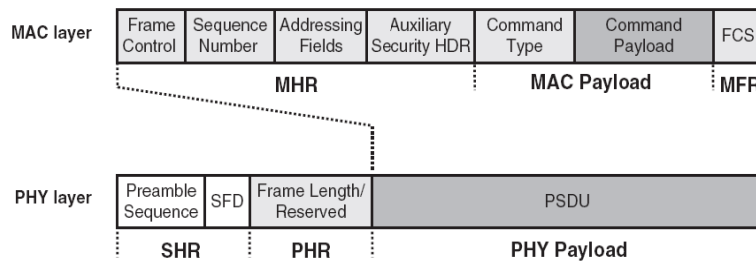 MAC layer
Frame Control
Sequence Number
Addressing Fields
Auxiliary Security HDR
Command Type
Command Payload
FCS
MHR
MAC Payload
MFR
PHY layer
Preamble Sequence
SFD
Frame Length/ Reserved
PSDU
SHR
PHR
PHY Payload